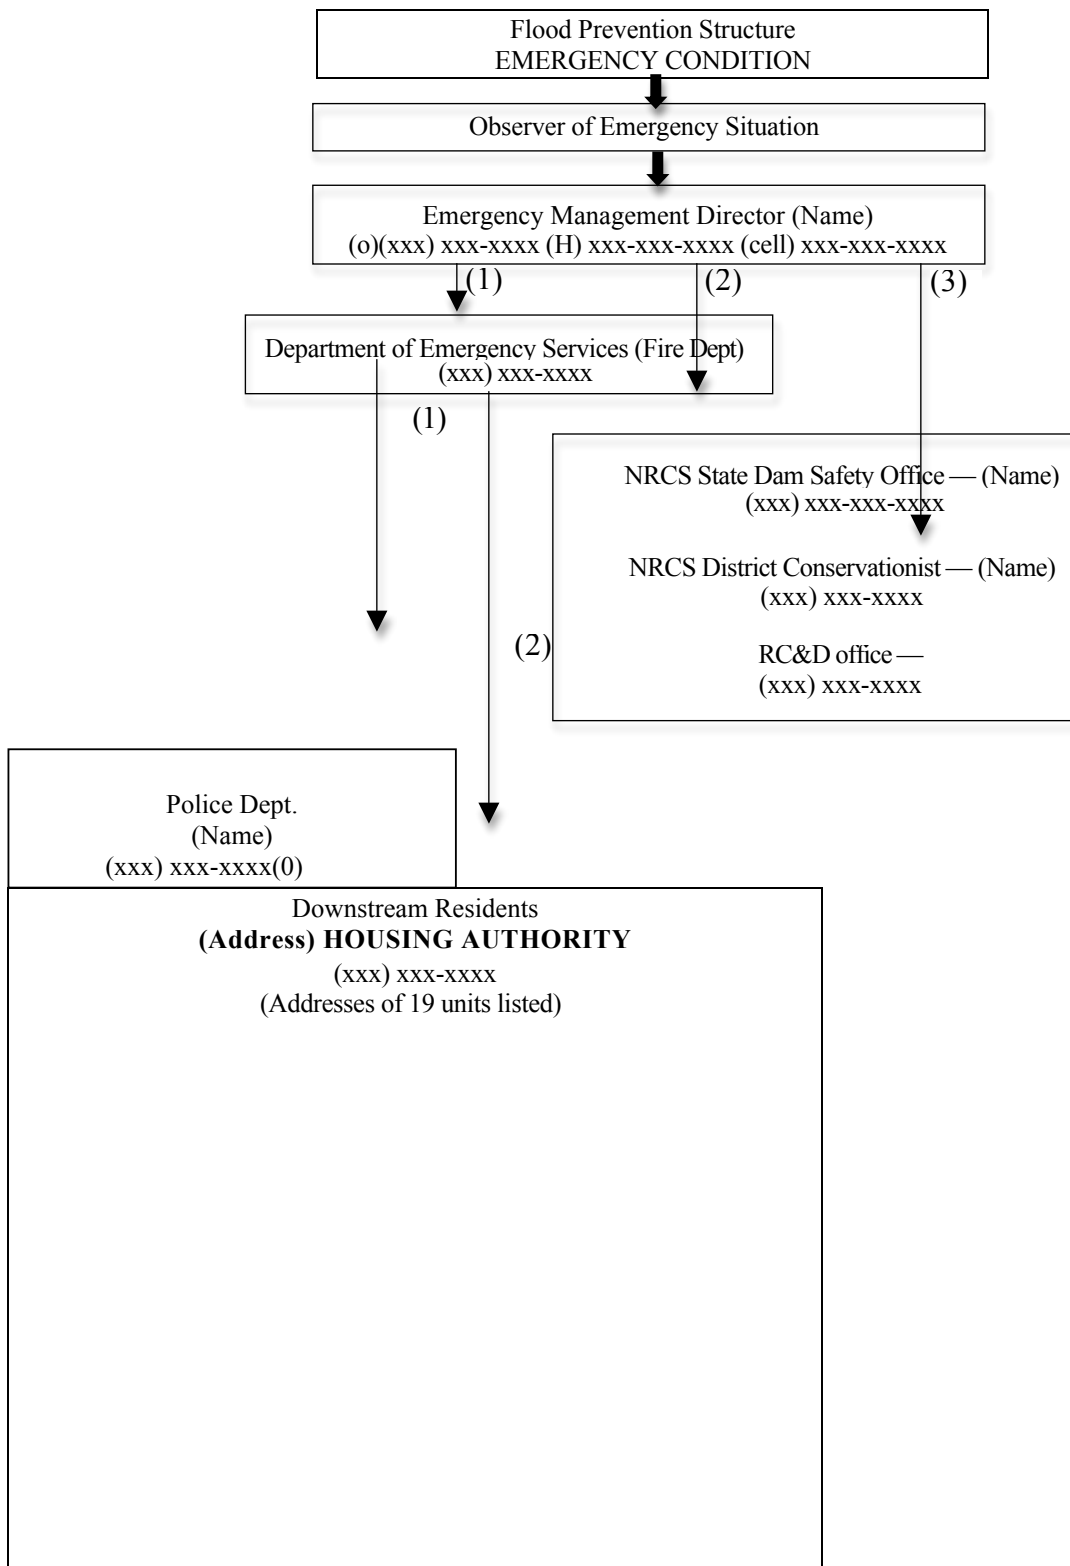 Flood Prevention Structure
EMERGENCY CONDITION
Observer of Emergency Situation
Emergency Management Director (Name)
(o)(xxx) xxx-xxxx (H) xxx-xxx-xxxx (cell) xxx-xxx-xxxx
(1)
(2)
(3)
Department of Emergency Services (Fire Dept)
(xxx) xxx-xxxx
(1)
NRCS State Dam Safety Office — (Name)
(xxx) xxx-xxx-xxxx
NRCS District Conservationist — (Name)
(xxx) xxx-xxxx
(2)
RC&D office —
(xxx) xxx-xxxx
Police Dept.
(Name)
(xxx) xxx-xxxx(0)
Downstream Residents
(Address) HOUSING AUTHORITY
(xxx) xxx-xxxx
(Addresses of 19 units listed)